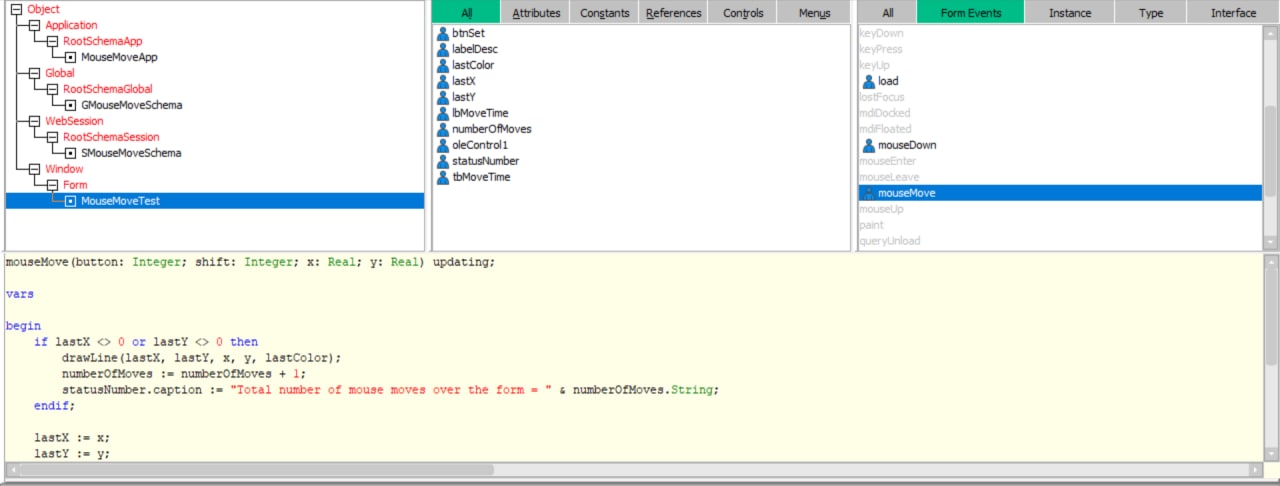 Object
Application
RootSchemaApp
MouseMoveApp
Global
RootSchemaGlobal
GMouseMoveSchema
WebSession
RootSchemaSession
SMouseMoveSchema
Window
Form
MouseMoveTest
All Attributes Constants References Controls Menus
btnSet
labelDesc
lastColor
lastX
lastY
lbMoveTime
numberOfMoves
oleControl1
statusNumber
tbMoveTime
All Form Events Instance Type Interface
keyDown
keyPress
keyUp
load
lostFocus
mdiDocked
mdiFloated
mouseDown
mouseEnter
mouseLeave
mouseMove
mouseUp
paint
queryUnload
mouseMove(button: Integer; shift: Integer; x: Real; y: Real) updating;
vars
begin
if lastX <> 0 or lastY <> 0 then
drawLine(lastX, lastY, x, y, lastColor);
numberOfMoves := numberOfMoves + 1;
statusNumber.caption := "Total number of mouse moves over the form = " & numberOfMoves.String;
endif;
lastX := x;
lastY := y;